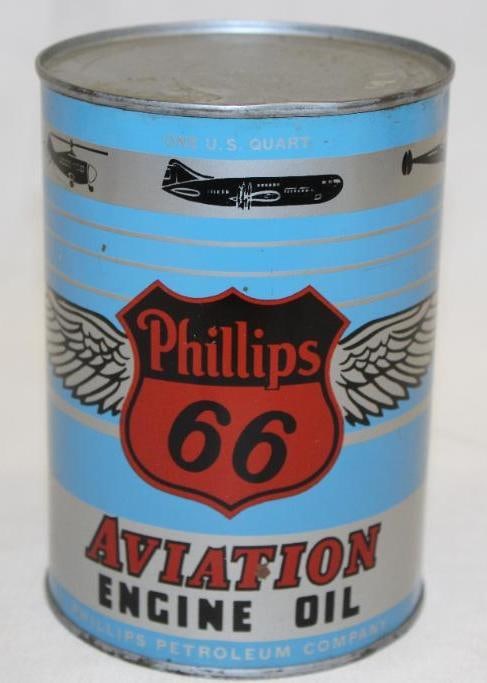 ONE U.S. QUART
Phillips
66
AVIATION
ENGINE OIL
PHILLIPS PETROLEUM COMPANY